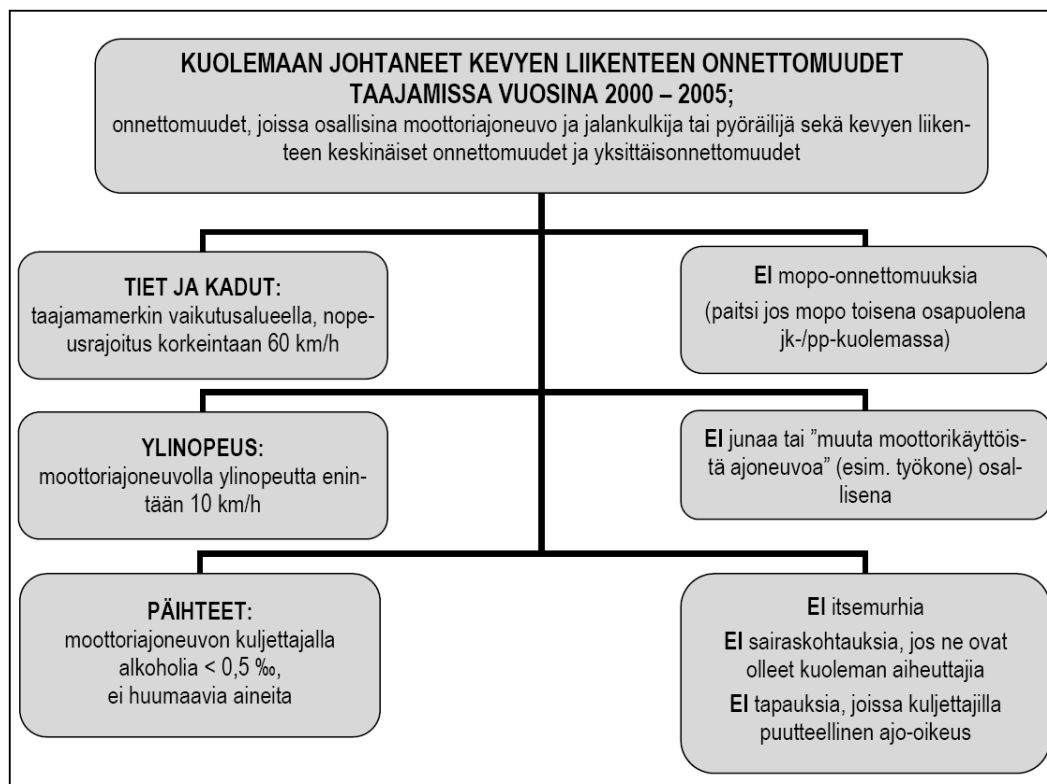 KUOLEMAAN JOHTANEET KEVYEN LIIKENTEEN ONNETTOMUUDET
TAAJAMISSA VUOSINA 2000 – 2005;
onnettomuudet, joissa osallisina moottoriajoneuvo ja jalankulkija tai pyöräilijä sekä kevyen liiken-
teen keskinäiset onnettomuudet ja yksittäisonnettomuudet
TIET JA KADUT:
taajamamerkin vaikutusalueella, nope-
usrajoitus korkeintaan 60 km/h
EI mopo-onnettomuuksia
(paitsi jos mopo toisena osapuolena
jk-/pp-kuolemassa)
YLINOPEUS:
moottoriajoneuvolla ylinopeutta enin-
tään 10 km/h
EI junaa tai ”muuta moottorikäyttöis-
tä ajoneuvoa” (esim. työkone) osal-
lisena
PÄIHTEET:
moottoriajoneuvon kuljettajalla
alkoholia < 0,5 ‰,
ei huumaavia aineita
EI itsemurhia
EI sairaskohtauksia, jos ne ovat
olleet kuoleman aiheuttajia
EI tapauksia, joissa kuljettajilla
puutteellinen ajo-oikeus